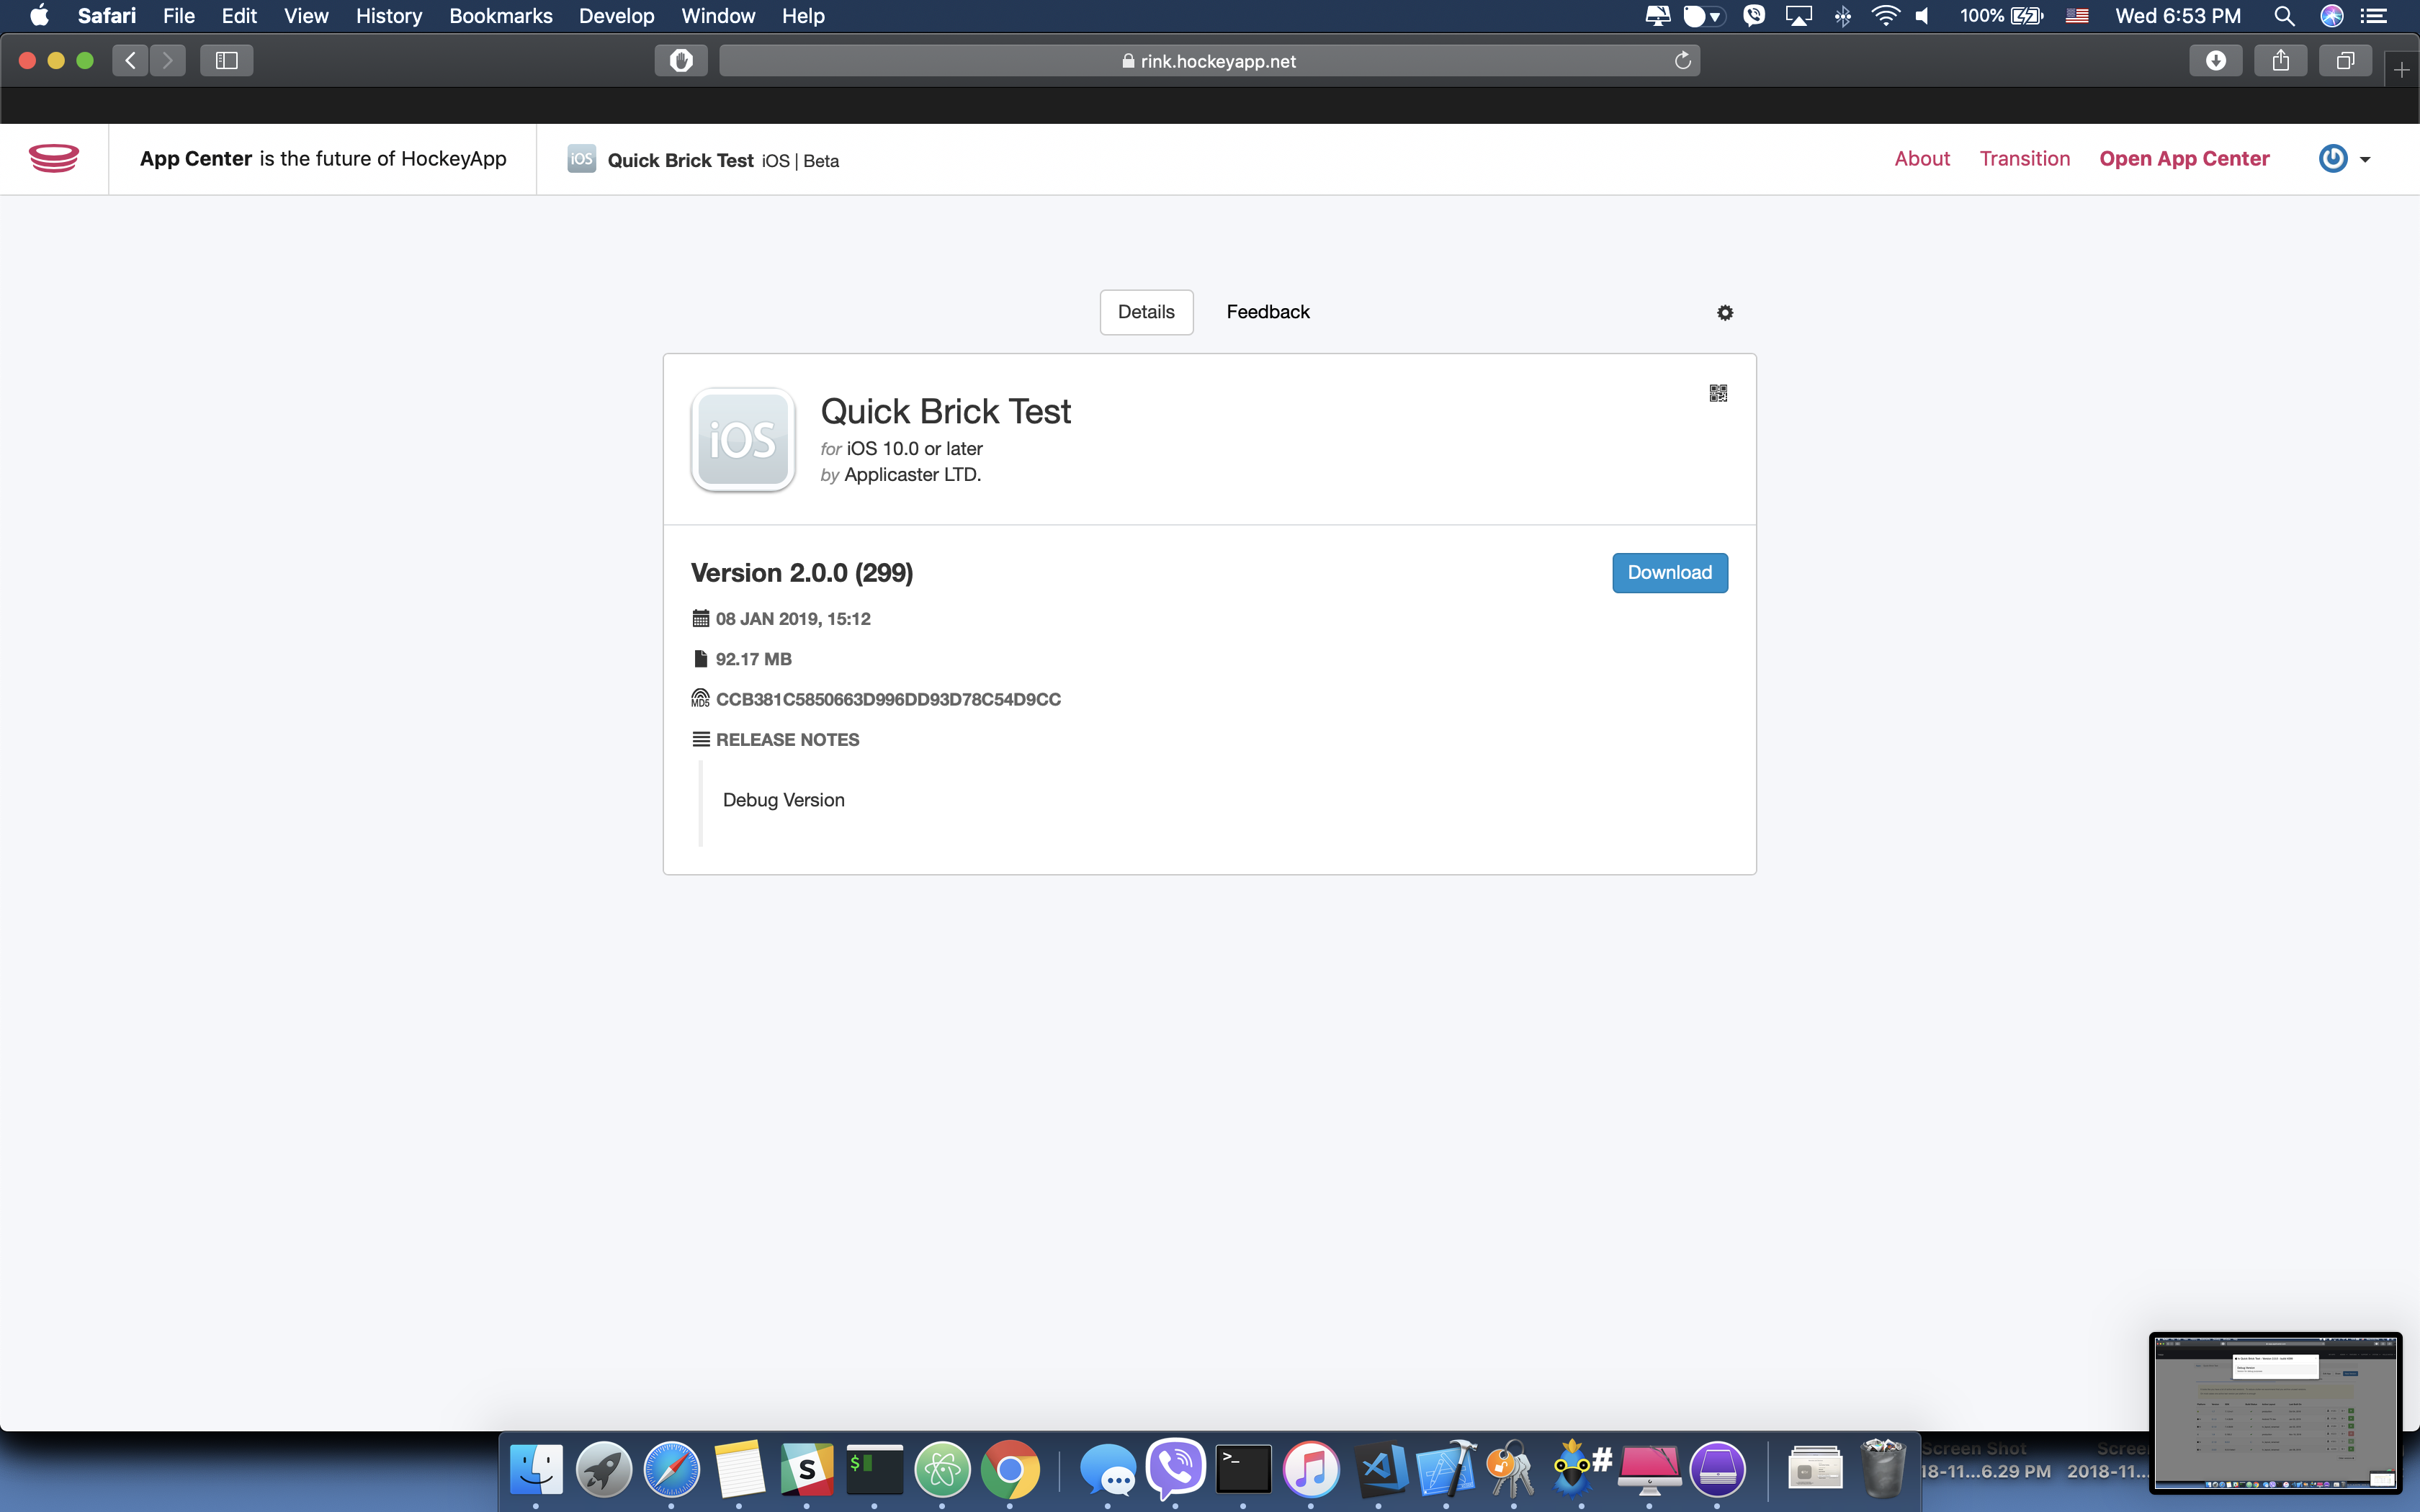 Safari File Edit View History Bookmarks Develop Window Help 100% Wed 6:53 PM
rink.hockeyapp.net
App Center is the future of HockeyApp
iOS Quick Brick Test iOS | Beta
About Transition Open App Center
Details Feedback
iOS
Quick Brick Test
for iOS 10.0 or later
by Applicaster LTD.
Version 2.0.0 (299)
Download
08 JAN 2019, 15:12
92.17 MB
MD5 CCB381C5850663D996DD93D78C54D9CC
RELEASE NOTES
Debug Version
Screen Shot Scree
18-11...6.29 PM 2018-11...
S $ >_ #